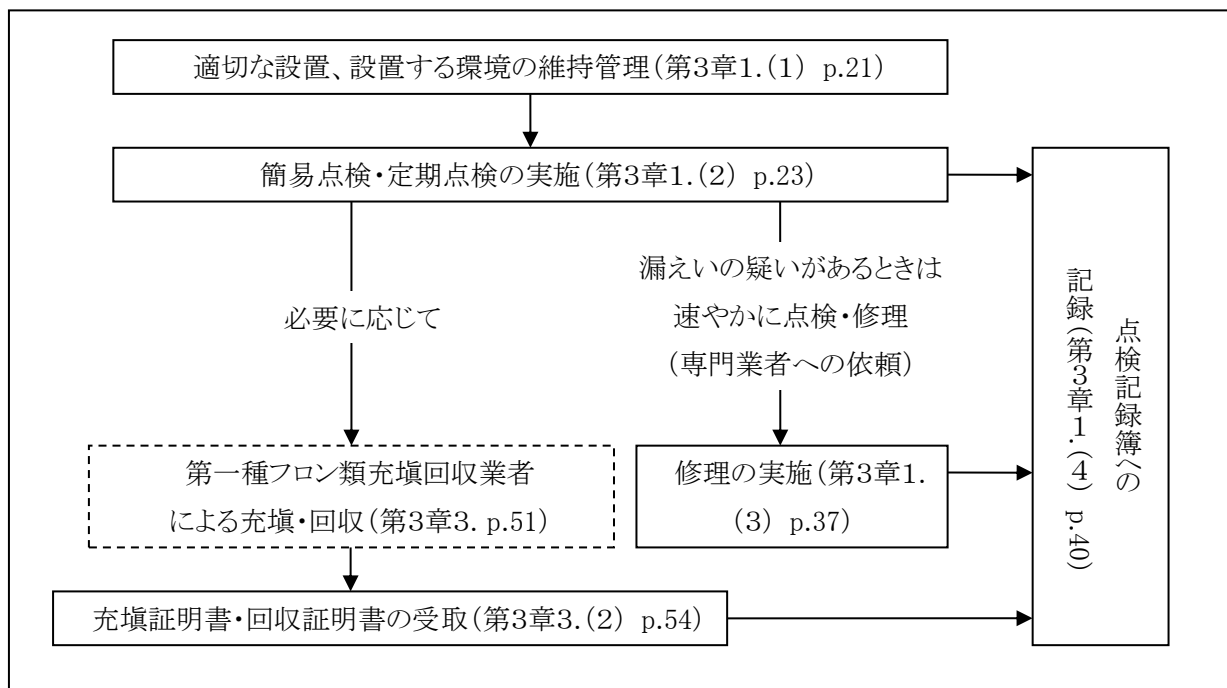 適切な設置、設置する環境の維持管理(第3章1.(1) p.21)
簡易点検・定期点検の実施(第3章1.(2) p.23)
必要に応じて
漏えいの疑いがあるときは
速やかに点検・修理
(専門業者への依頼)
第一種フロン類充塡回収業者
による充塡・回収(第3章3. p.51)
修理の実施(第3章1.
(3) p.37)
充塡証明書・回収証明書の受取(第3章3.(2) p.54)
点検記録簿への
記録(第3章1.(4) p.40)